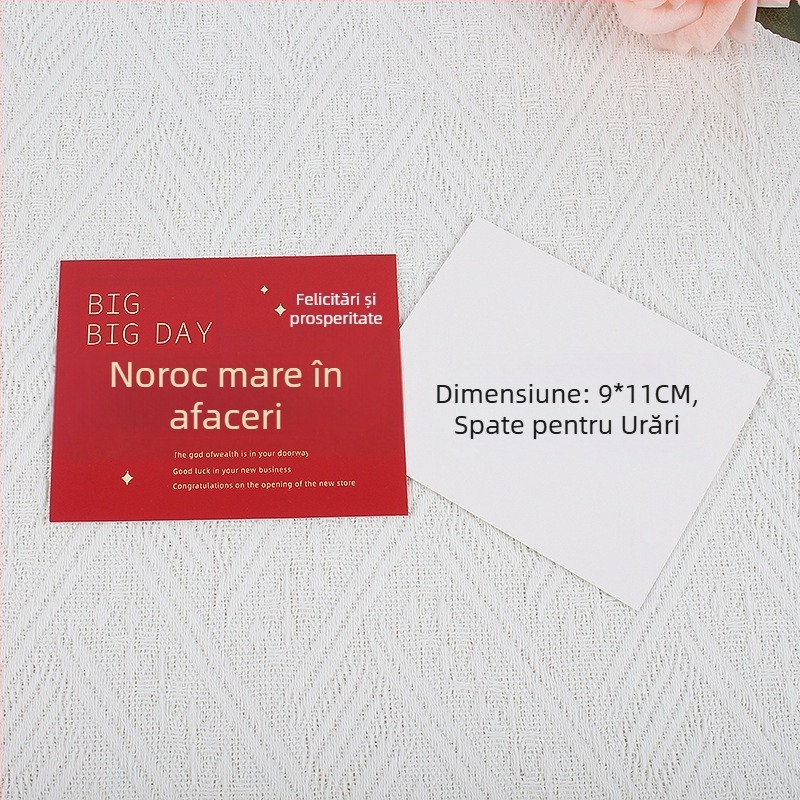 BIG
BIG DAY
Felicitări și
prosperitate
Noroc mare în
afaceri
The god ofwealth is in your doorway
Good luck in your new business
Congratulations on the opening of the new store
Dimensiune: 9*11CM,
Spate pentru Urări